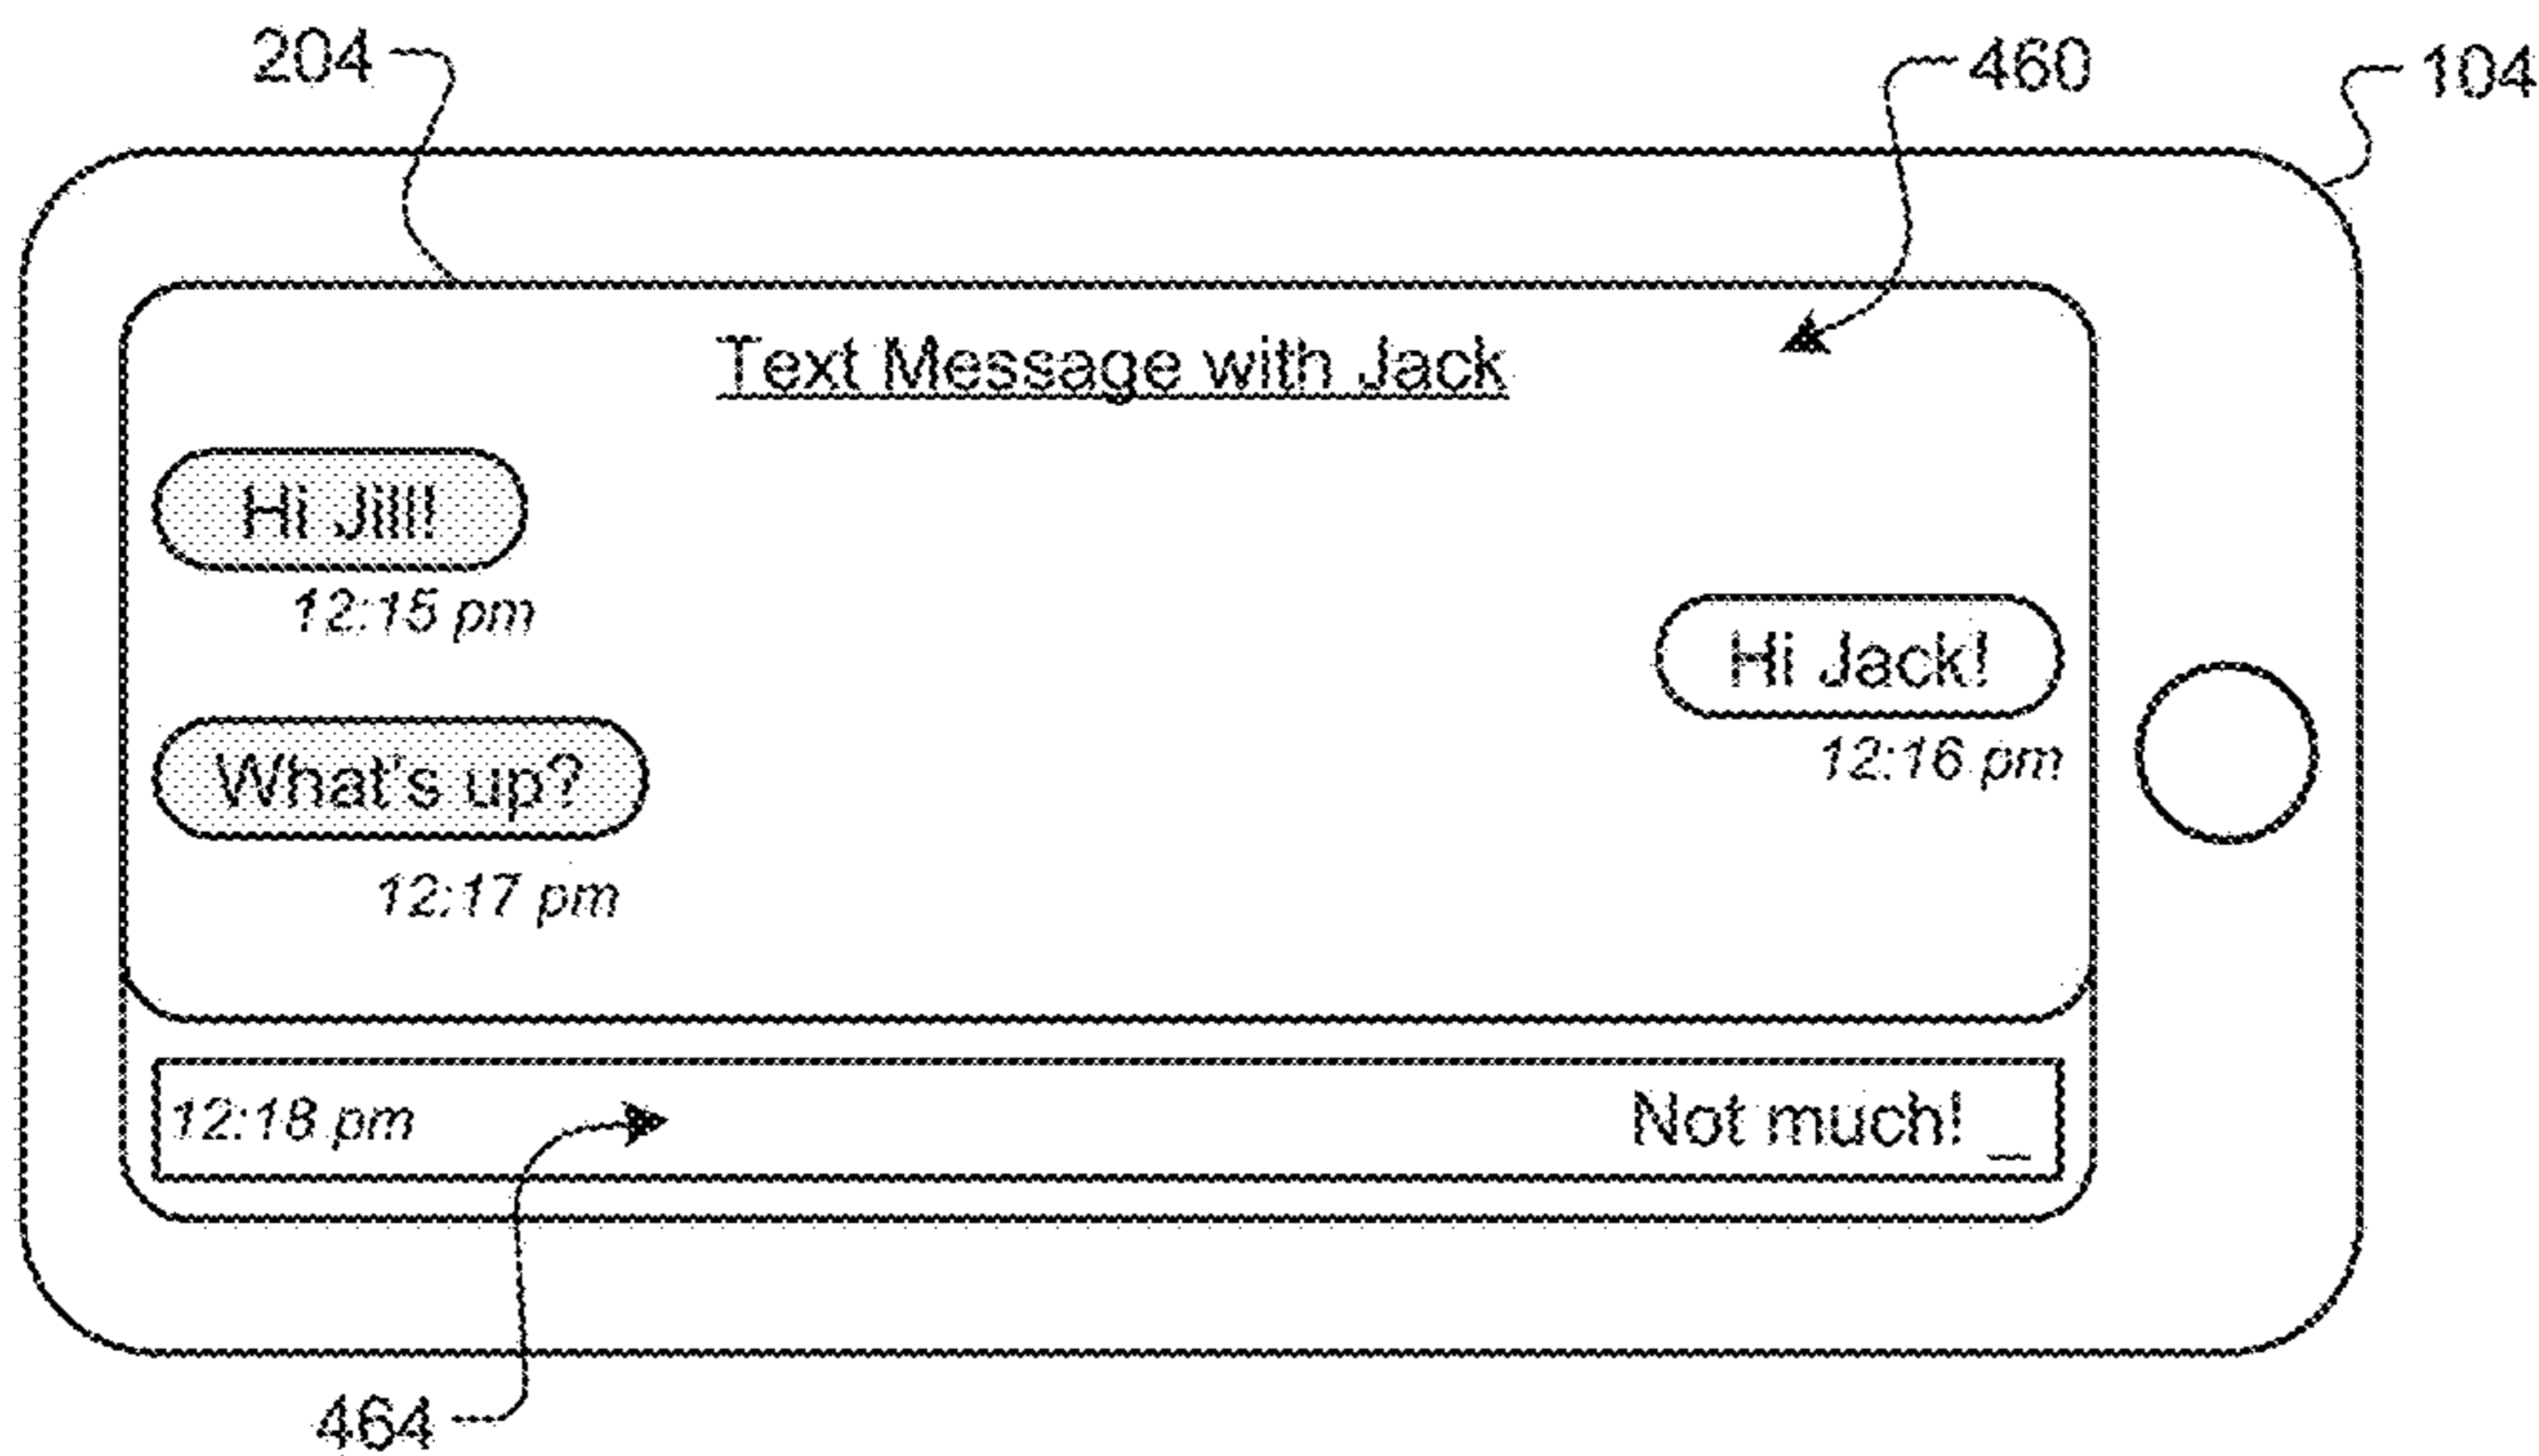 204
460
104
Text Message with Jack
Hi Jill!
12:15 pm
Hi Jack!
12:16 pm
What's up?
12:17 pm
12:18 pm
Not much! _
464